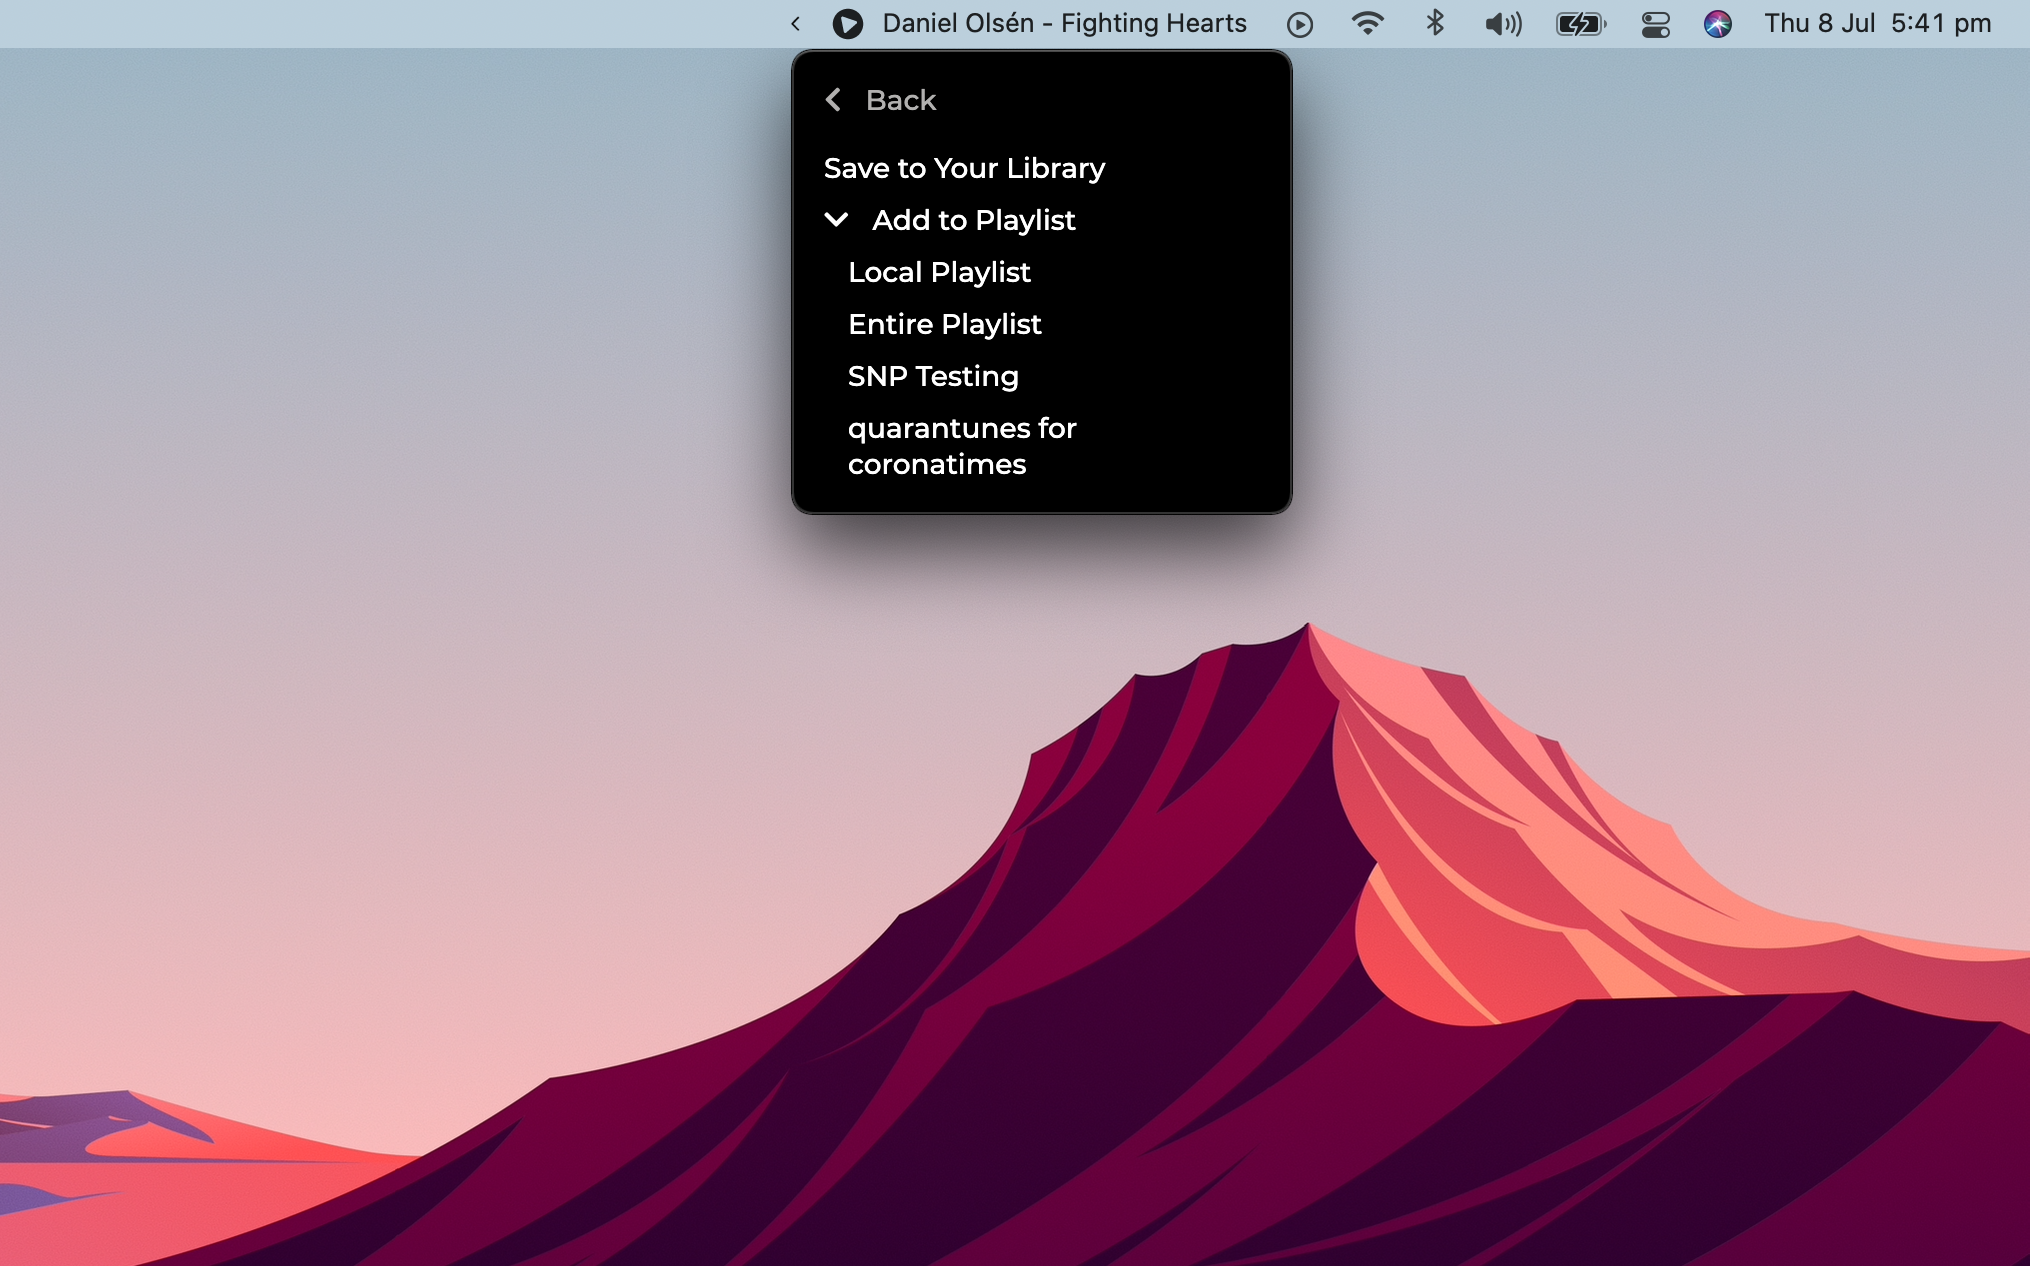 Daniel Olsén - Fighting Hearts
Thu 8 Jul 5:41 pm
Back
Save to Your Library
Add to Playlist
Local Playlist
Entire Playlist
SNP Testing
quarantunes for
coronatimes